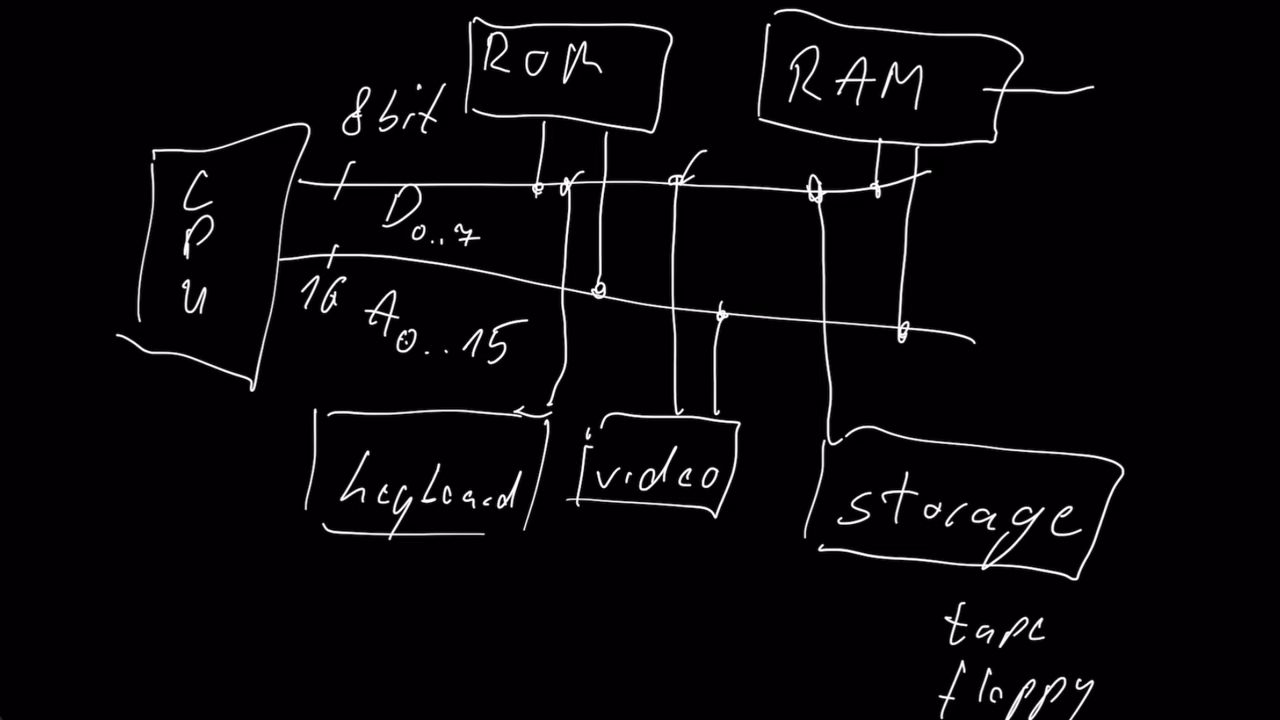 ROM
RAM
8bit
CPU
D0..7
16
A0..15
keyboard
video
storage
tape
floppy